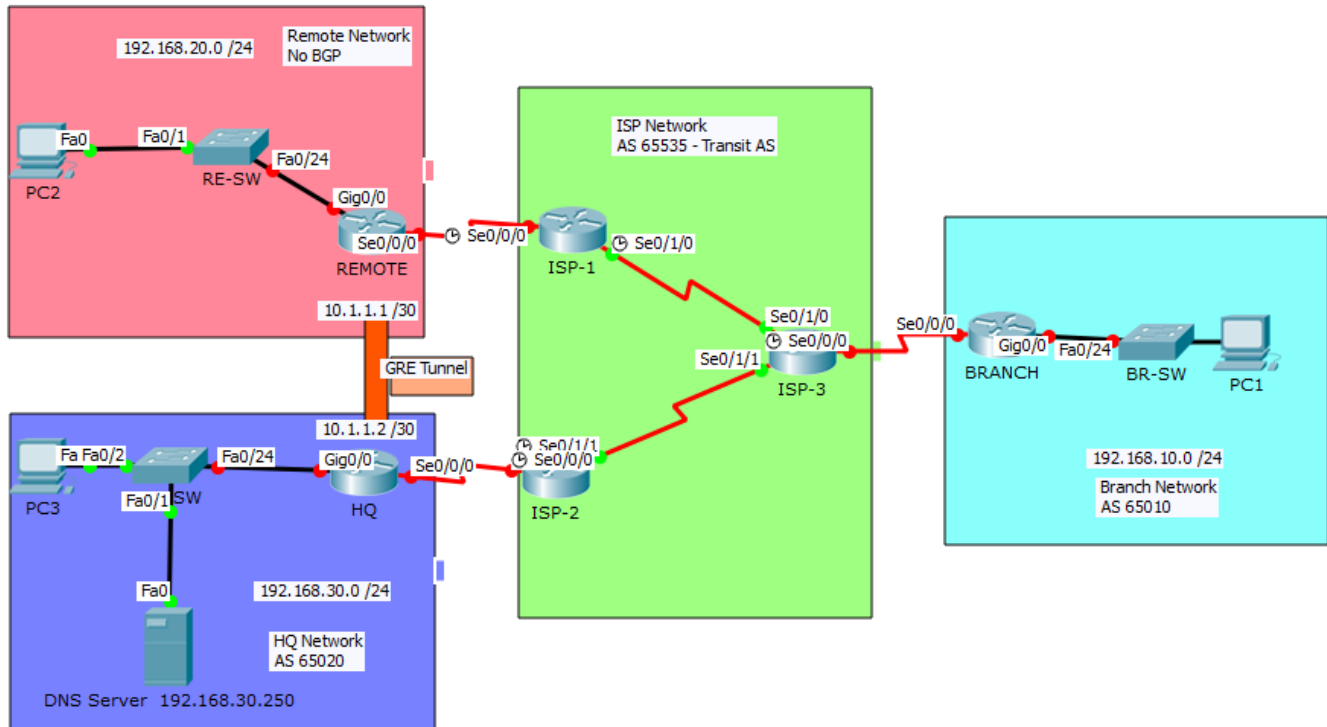 192.168.20.0 /24
Remote Network
No BGP
Fa0
Fa0/1
PC2
RE-SW
Fa0/24
Gig0/0
Se0/0/0
REMOTE
10.1.1.1 /30
GRE Tunnel
10.1.1.2 /30
Fa
Fa0/2
Fa0/24
Gig0/0
Se0/0/0
PC3
SW
Fa0/1
HQ
Fa0
192.168.30.0 /24
HQ Network
AS 65020
DNS Server 192.168.30.250
ISP Network
AS 65535 - Transit AS
Se0/0/0
Se0/1/0
ISP-1
Se0/1/0
Se0/0/0
Se0/1/1
ISP-3
Se0/1/1
Se0/0/0
ISP-2
Se0/0/0
Gig0/0
Fa0/24
BRANCH
BR-SW
PC1
192.168.10.0 /24
Branch Network
AS 65010